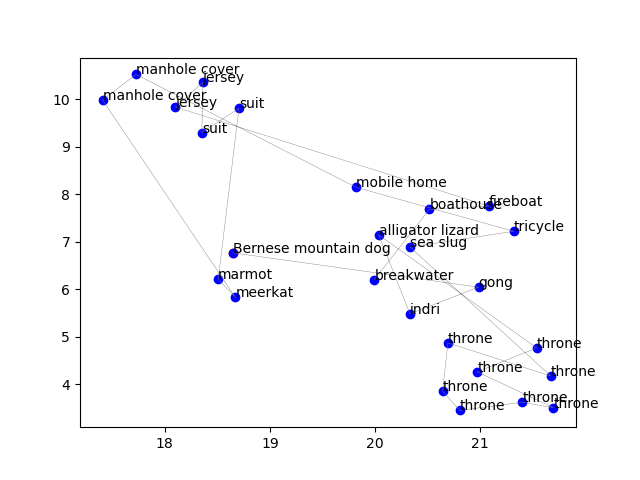 manhole cover
jersey
manhole cover
jersey
suit
suit
mobile home
fireboat
boathouse
tricycle
alligator lizard
sea slug
Bernese mountain dog
marmot
breakwater
gong
meerkat
indri
throne
throne
throne
throne
throne
throne
throne
throne
10
9
8
7
6
5
4
18
19
20
21